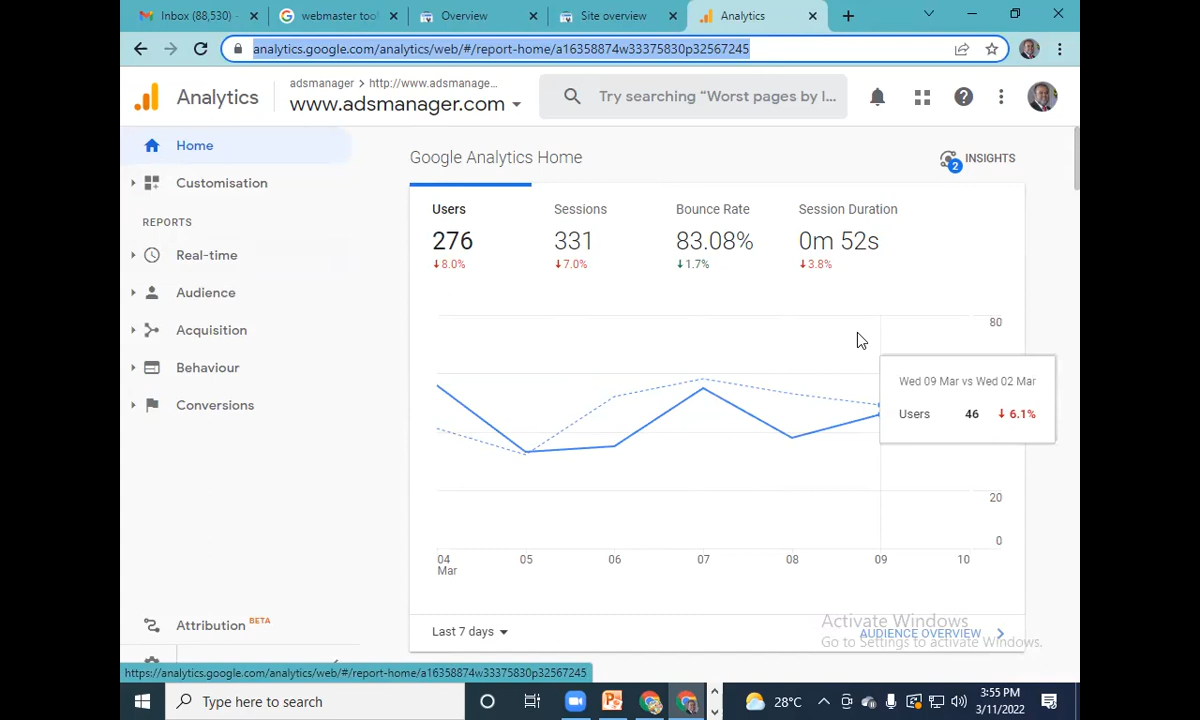 Inbox (88,530) -
webmaster tool
Overview
Site overview
Analytics
analytics.google.com/analytics/web/#/report-home/a16358874w33375830p32567245
Analytics
adsmanager > http://www.adsmanage...
www.adsmanager.com
Try searching “Worst pages by l...
Home
Customisation
REPORTS
Real-time
Audience
Acquisition
Behaviour
Conversions
Attribution BETA
Google Analytics Home
2
INSIGHTS
Users
276
8.0%
Sessions
331
7.0%
Bounce Rate
83.08%
1.7%
Session Duration
0m 52s
3.8%
80
20
0
Wed 09 Mar vs Wed 02 Mar
Users 46 6.1%
04
Mar
05
06
07
08
09
10
Last 7 days
AUDIENCE OVERVIEW
Activate Windows
Go to Settings to activate Windows.
https://analytics.google.com/analytics/web/#/report-home/a16358874w33375830p32567245
Type here to search
28°C
3:55 PM
3/11/2022